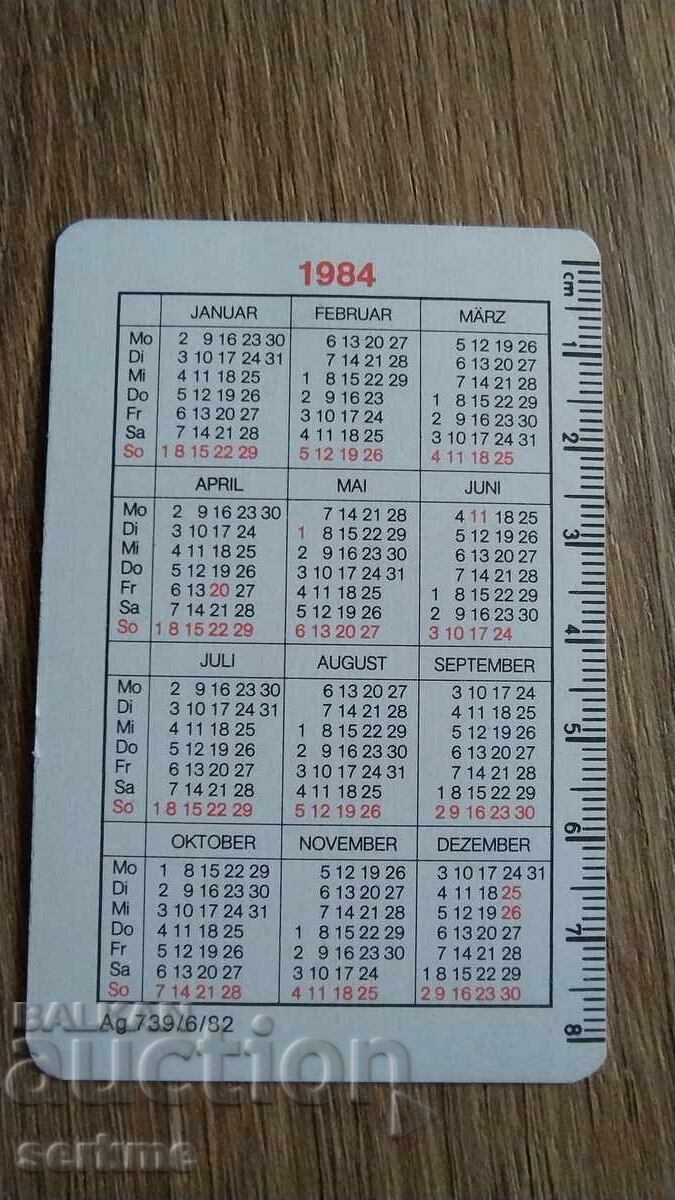 1984
cm
JANUAR FEBRUAR MÄRZ
Mo 2 9 16 23 30 6 13 20 27 5 12 19 26
Di 3 10 17 24 31 7 14 21 28 6 13 20 27
Mi 4 11 18 25 1 8 15 22 29 7 14 21 28
Do 5 12 19 26 2 9 16 23 1 8 15 22 29
Fr 6 13 20 27 3 10 17 24 2 9 16 23 30
Sa 7 14 21 28 4 11 18 25 3 10 17 24 31
So 1 8 15 22 29 5 12 19 26 4 11 18 25
APRIL MAI JUNI
Mo 2 9 16 23 30 7 14 21 28 4 11 18 25
Di 3 10 17 24 1 8 15 22 29 5 12 19 26
Mi 4 11 18 25 2 9 16 23 30 6 13 20 27
Do 5 12 19 26 3 10 17 24 31 7 14 21 28
Fr 6 13 20 27 4 11 18 25 1 8 15 22 29
Sa 7 14 21 28 5 12 19 26 2 9 16 23 30
So 1 8 15 22 29 6 13 20 27 3 10 17 24
JULI AUGUST SEPTEMBER
Mo 2 9 16 23 30 6 13 20 27 3 10 17 24
Di 3 10 17 24 31 7 14 21 28 4 11 18 25
Mi 4 11 18 25 1 8 15 22 29 5 12 19 26
Do 5 12 19 26 2 9 16 23 30 6 13 20 27
Fr 6 13 20 27 3 10 17 24 31 7 14 21 28
Sa 7 14 21 28 4 11 18 25 1 8 15 22 29
So 1 8 15 22 29 5 12 19 26 2 9 16 23 30
OKTOBER NOVEMBER DEZEMBER
Mo 1 8 15 22 29 5 12 19 26 3 10 17 24 31
Di 2 9 16 23 30 6 13 20 27 4 11 18 25
Mi 3 10 17 24 31 7 14 21 28 5 12 19 26
Do 4 11 18 25 1 8 15 22 29 6 13 20 27
Fr 5 12 19 26 2 9 16 23 30 7 14 21 28
Sa 6 13 20 27 3 10 17 24 1 8 15 22 29
So 7 14 21 28 4 11 18 25 2 9 16 23 30
Ag 739/6/82
1
2
3
4
5
6
7
8
BALKAN
auction
serkme